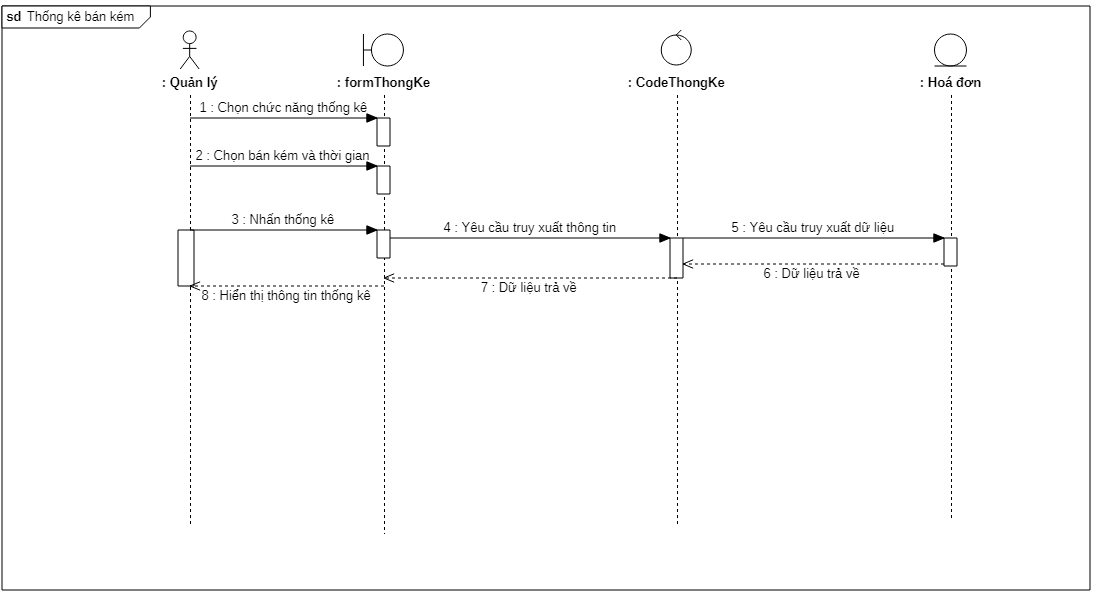 sd Thống kê bán kém
: Quản lý
: formThongKe
: CodeThongKe
: Hoá đơn
1 : Chọn chức năng thống kê
2 : Chọn bán kém và thời gian
3 : Nhấn thống kê
4 : Yêu cầu truy xuất thông tin
5 : Yêu cầu truy xuất dữ liệu
6 : Dữ liệu trả về
7 : Dữ liệu trả về
8 : Hiển thị thông tin thống kê